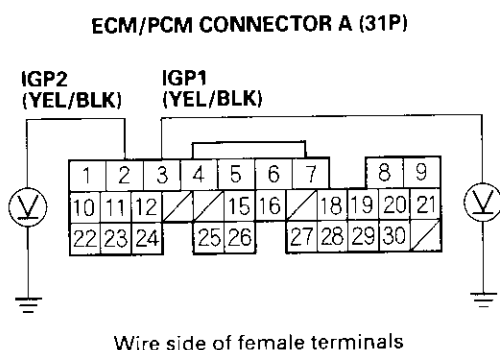 ECM/PCM CONNECTOR A (31P)
IGP2 IGP1
(YEL/BLK) (YEL/BLK)
1 2 3 4 5 6 7 8 9
V 10 11 12 15 16 18 19 20 21 V
22 23 24 25 26 27 28 29 30
Wire side of female terminals